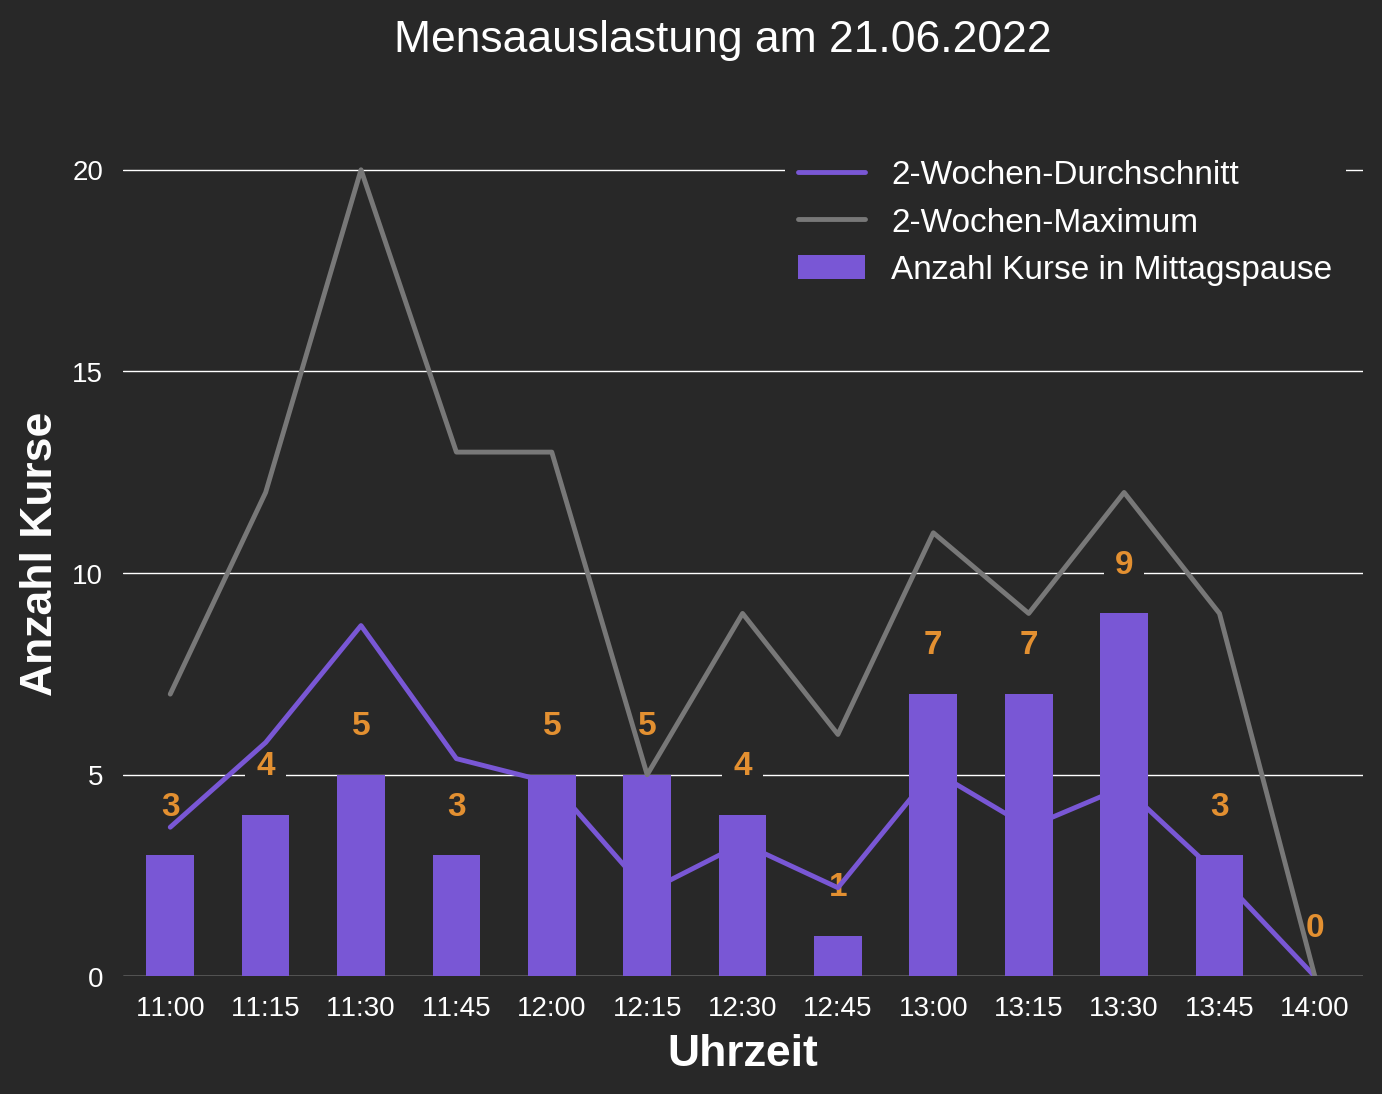 Mensaauslastung am 21.06.2022
2-Wochen-Durchschnitt
2-Wochen-Maximum
Anzahl Kurse in Mittagspause
Anzahl Kurse
20
15
10
5
0
3
4
5
3
5
5
4
1
7
7
9
3
0
11:00 11:15 11:30 11:45 12:00 12:15 12:30 12:45 13:00 13:15 13:30 13:45 14:00
Uhrzeit